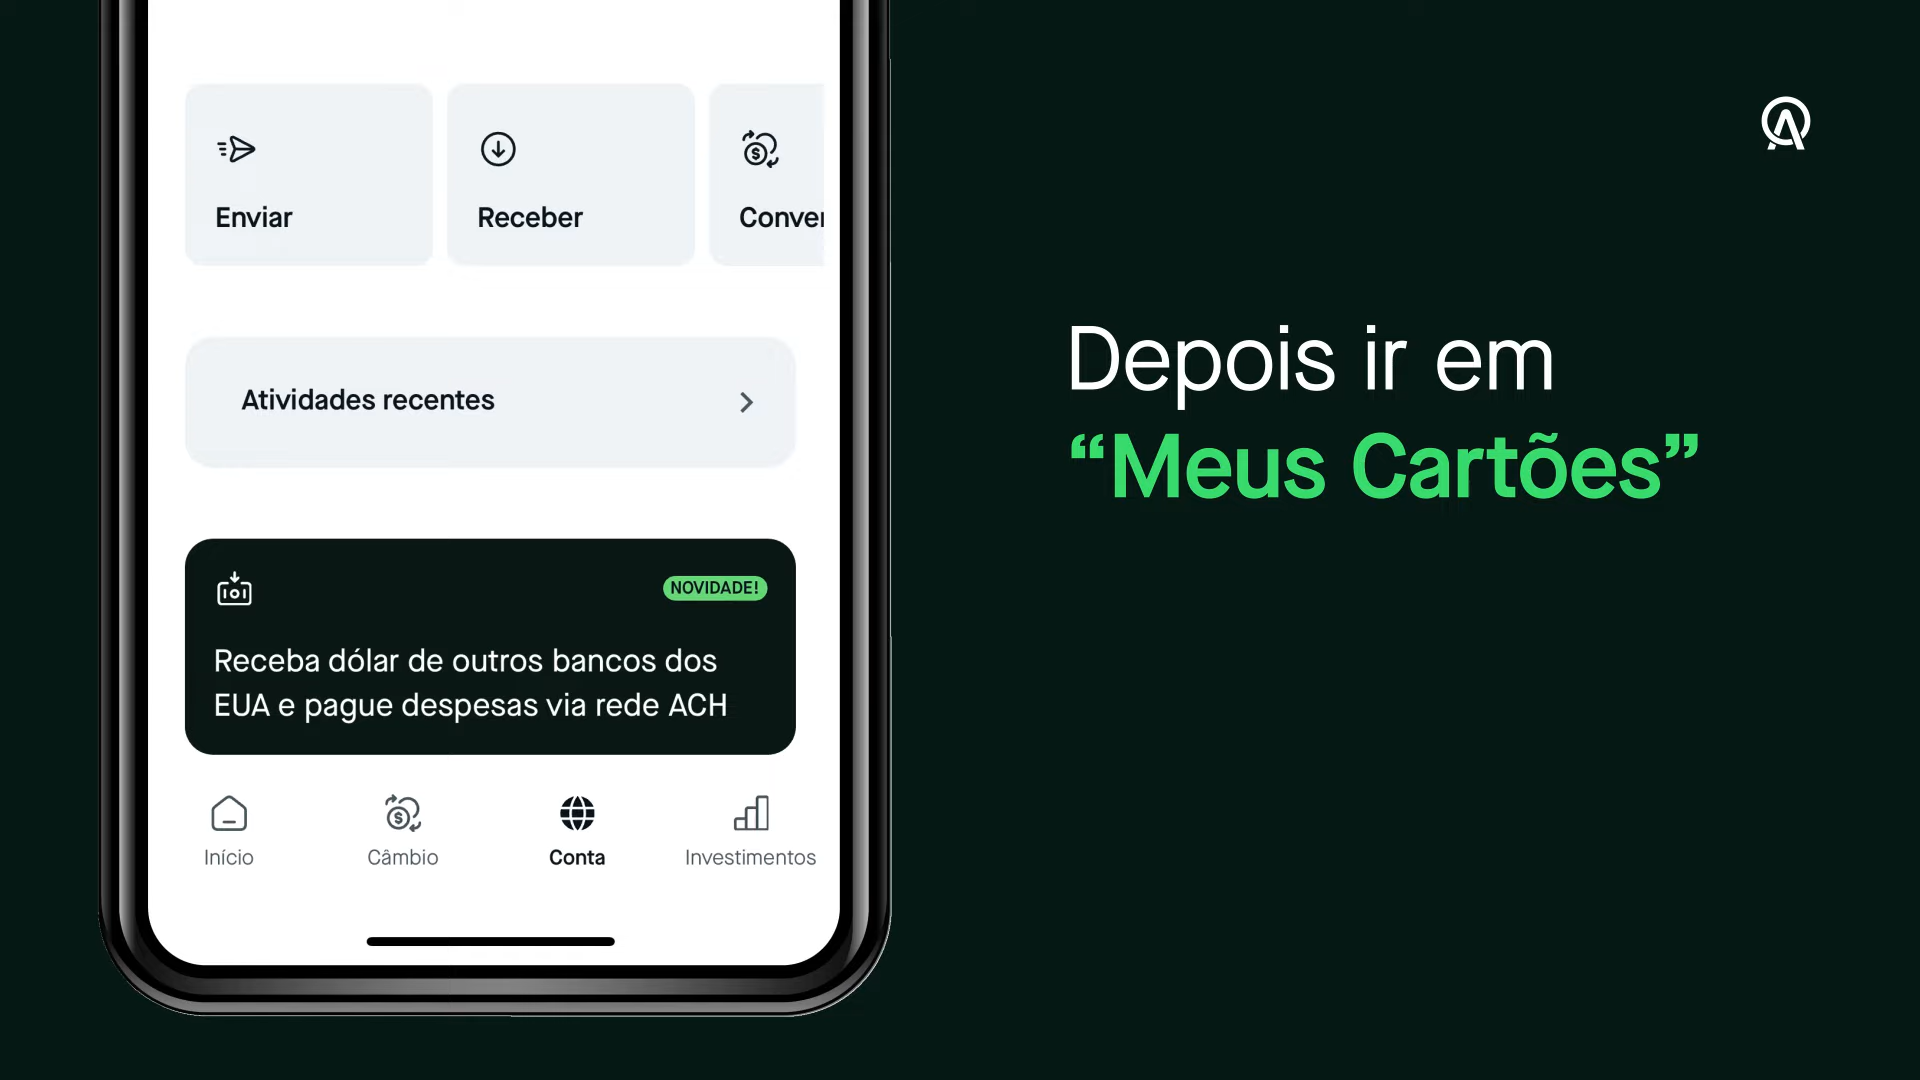 Enviar
Receber
Conver
Atividades recentes
NOVIDADE!
Receba dólar de outros bancos dos
EUA e pague despesas via rede ACH
Início
Câmbio
Conta
Investimentos
Depois ir em
“Meus Cartões”